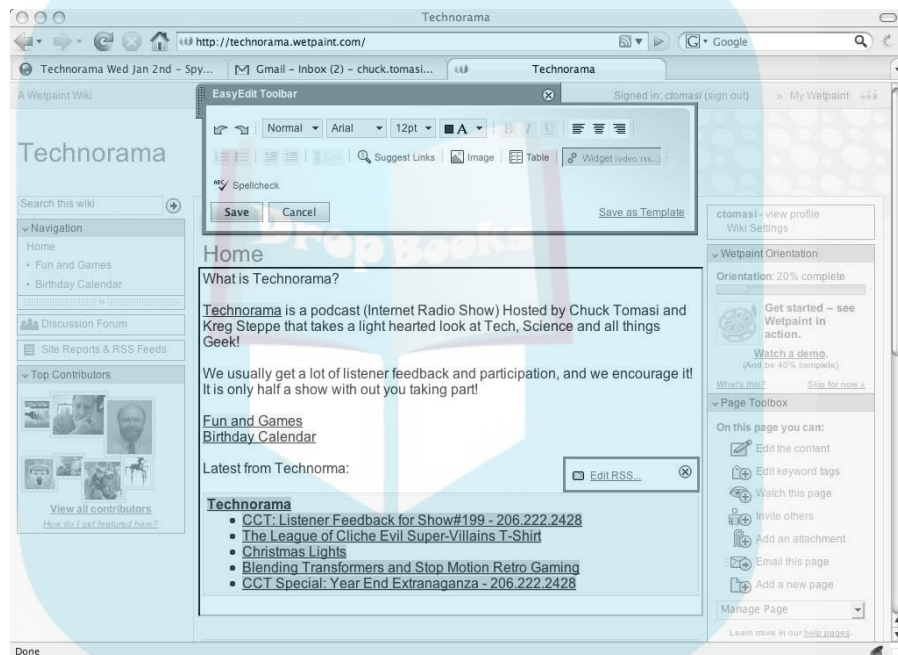 Technorama
http://technorama.wetpaint.com/
G Google
Technorama Wed Jan 2nd – Spy...
Gmail – Inbox (2) – chuck.tomasi...
Technorama
A Wetpaint Wiki
EasyEdit Toolbar
Signed in: ctomasi (sign out) » My Wetpaint
Normal Arial 12pt A B I U
Link Suggest Links Image Table Widget (video, rss...)
ABC Spellcheck
Save Cancel Save as Template
Technorama
Search this wiki
Navigation
Home
• Fun and Games
• Birthday Calendar
Discussion Forum
Site Reports & RSS Feeds
Top Contributors
View all contributors
How do I get featured here?
Drop Books
Home
What is Technorama?
Technorama is a podcast (Internet Radio Show) Hosted by Chuck Tomasi and
Kreg Steppe that takes a light hearted look at Tech, Science and all things
Geek!
We usually get a lot of listener feedback and participation, and we encourage it!
It is only half a show with out you taking part!
Fun and Games
Birthday Calendar
Latest from Technorma:
Edit RSS...
Technorama
• CCT: Listener Feedback for Show#199 - 206.222.2428
• The League of Cliche Evil Super-Villains T-Shirt
• Christmas Lights
• Blending Transformers and Stop Motion Retro Gaming
• CCT Special: Year End Extranaganza - 206.222.2428
ctomasi - view profile
Wiki Settings
Wetpaint Orientation
Orientation: 20% complete
Get started – see
Wetpaint in
action.
Watch a demo.
(And be 40% complete)
What's this? Skip for now »
Page Toolbox
On this page you can:
Edit the content
Edit keyword tags
Watch this page
Invite others
Add an attachment
Email this page
Add a new page
Manage Page
Learn more in our help pages.
Done